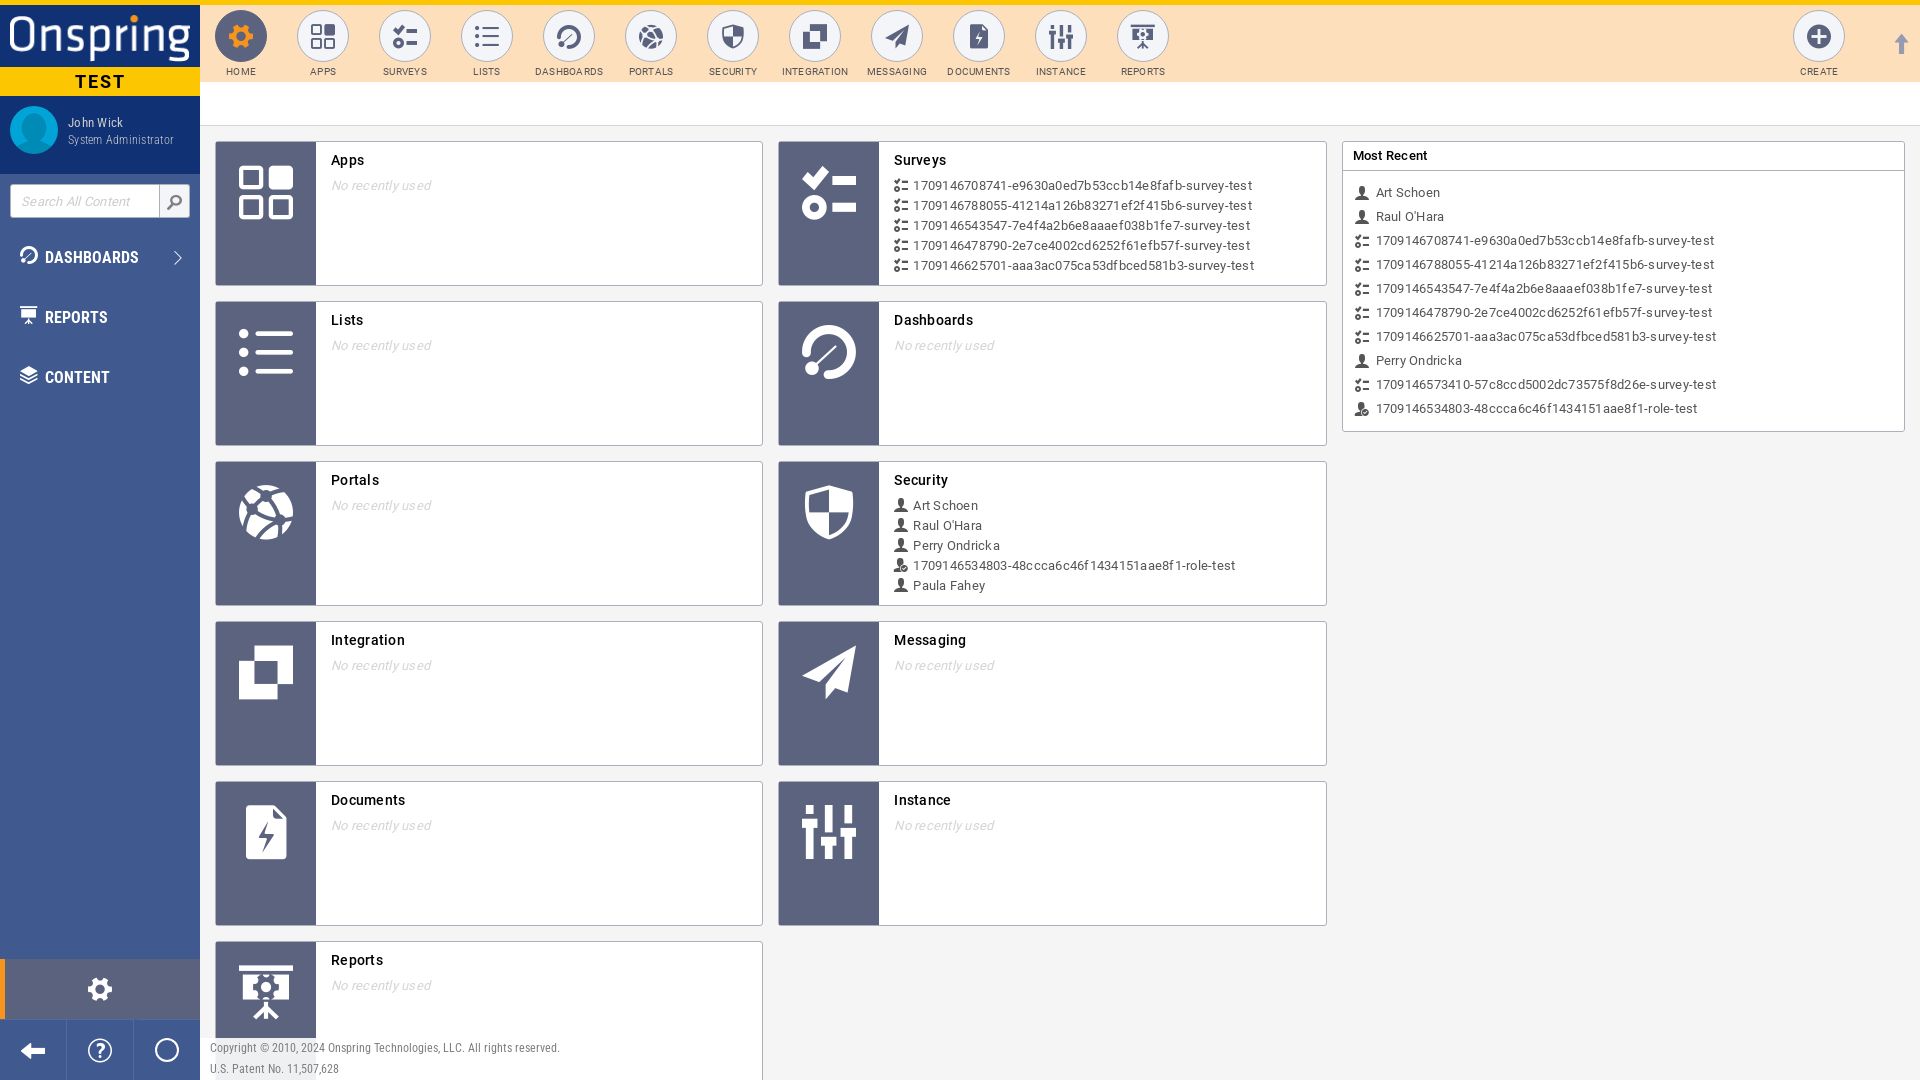 Onspring
TEST
John Wick
System Administrator
Search All Content
DASHBOARDS
REPORTS
CONTENT
HOME
APPS
SURVEYS
LISTS
DASHBOARDS
PORTALS
SECURITY
INTEGRATION
MESSAGING
DOCUMENTS
INSTANCE
REPORTS
CREATE
Apps
No recently used
Surveys
1709146708741-e9630a0ed7b53ccb14e8fafb-survey-test
1709146788055-41214a126b83271ef2f415b6-survey-test
1709146543547-7e4f4a2b6e8aaaef038b1fe7-survey-test
1709146478790-2e7ce4002cd6252f61efb57f-survey-test
1709146625701-aaa3ac075ca53dfbced581b3-survey-test
Lists
No recently used
Dashboards
No recently used
Portals
No recently used
Security
Art Schoen
Raul O'Hara
Perry Ondricka
1709146534803-48ccca6c46f1434151aae8f1-role-test
Paula Fahey
Integration
No recently used
Messaging
No recently used
Documents
No recently used
Instance
No recently used
Reports
No recently used
Most Recent
Art Schoen
Raul O'Hara
1709146708741-e9630a0ed7b53ccb14e8fafb-survey-test
1709146788055-41214a126b83271ef2f415b6-survey-test
1709146543547-7e4f4a2b6e8aaaef038b1fe7-survey-test
1709146478790-2e7ce4002cd6252f61efb57f-survey-test
1709146625701-aaa3ac075ca53dfbced581b3-survey-test
Perry Ondricka
1709146573410-57c8ccd5002dc73575f8d26e-survey-test
1709146534803-48ccca6c46f1434151aae8f1-role-test
Copyright © 2010, 2024 Onspring Technologies, LLC. All rights reserved.
U.S. Patent No. 11,507,628